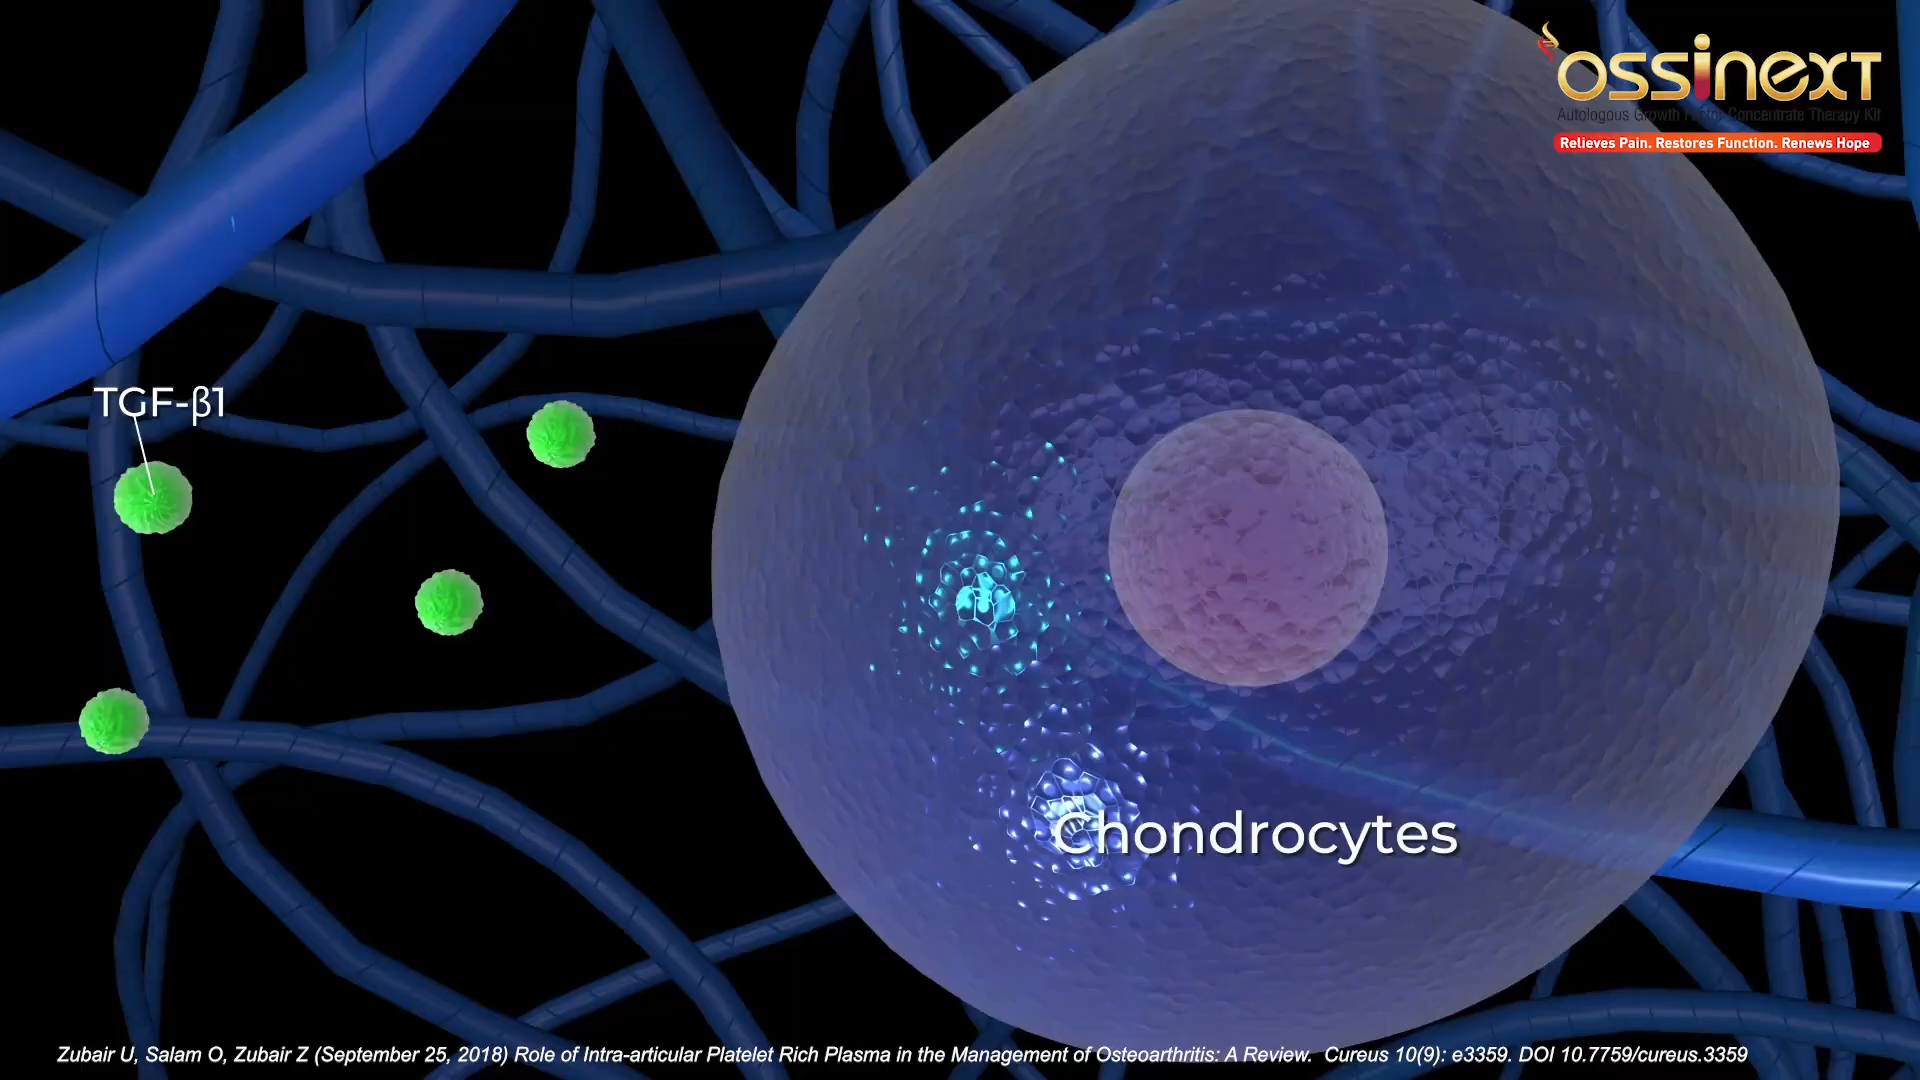 OSSINEXT
Autologous Growth Factor Concentrate Therapy Kit
Relieves Pain. Restores Function. Renews Hope
TGF-β1
Chondrocytes
Zubair U, Salam O, Zubair Z (September 25, 2018) Role of Intra-articular Platelet Rich Plasma in the Management of Osteoarthritis: A Review. Cureus 10(9): e3359. DOI 10.7759/cureus.3359